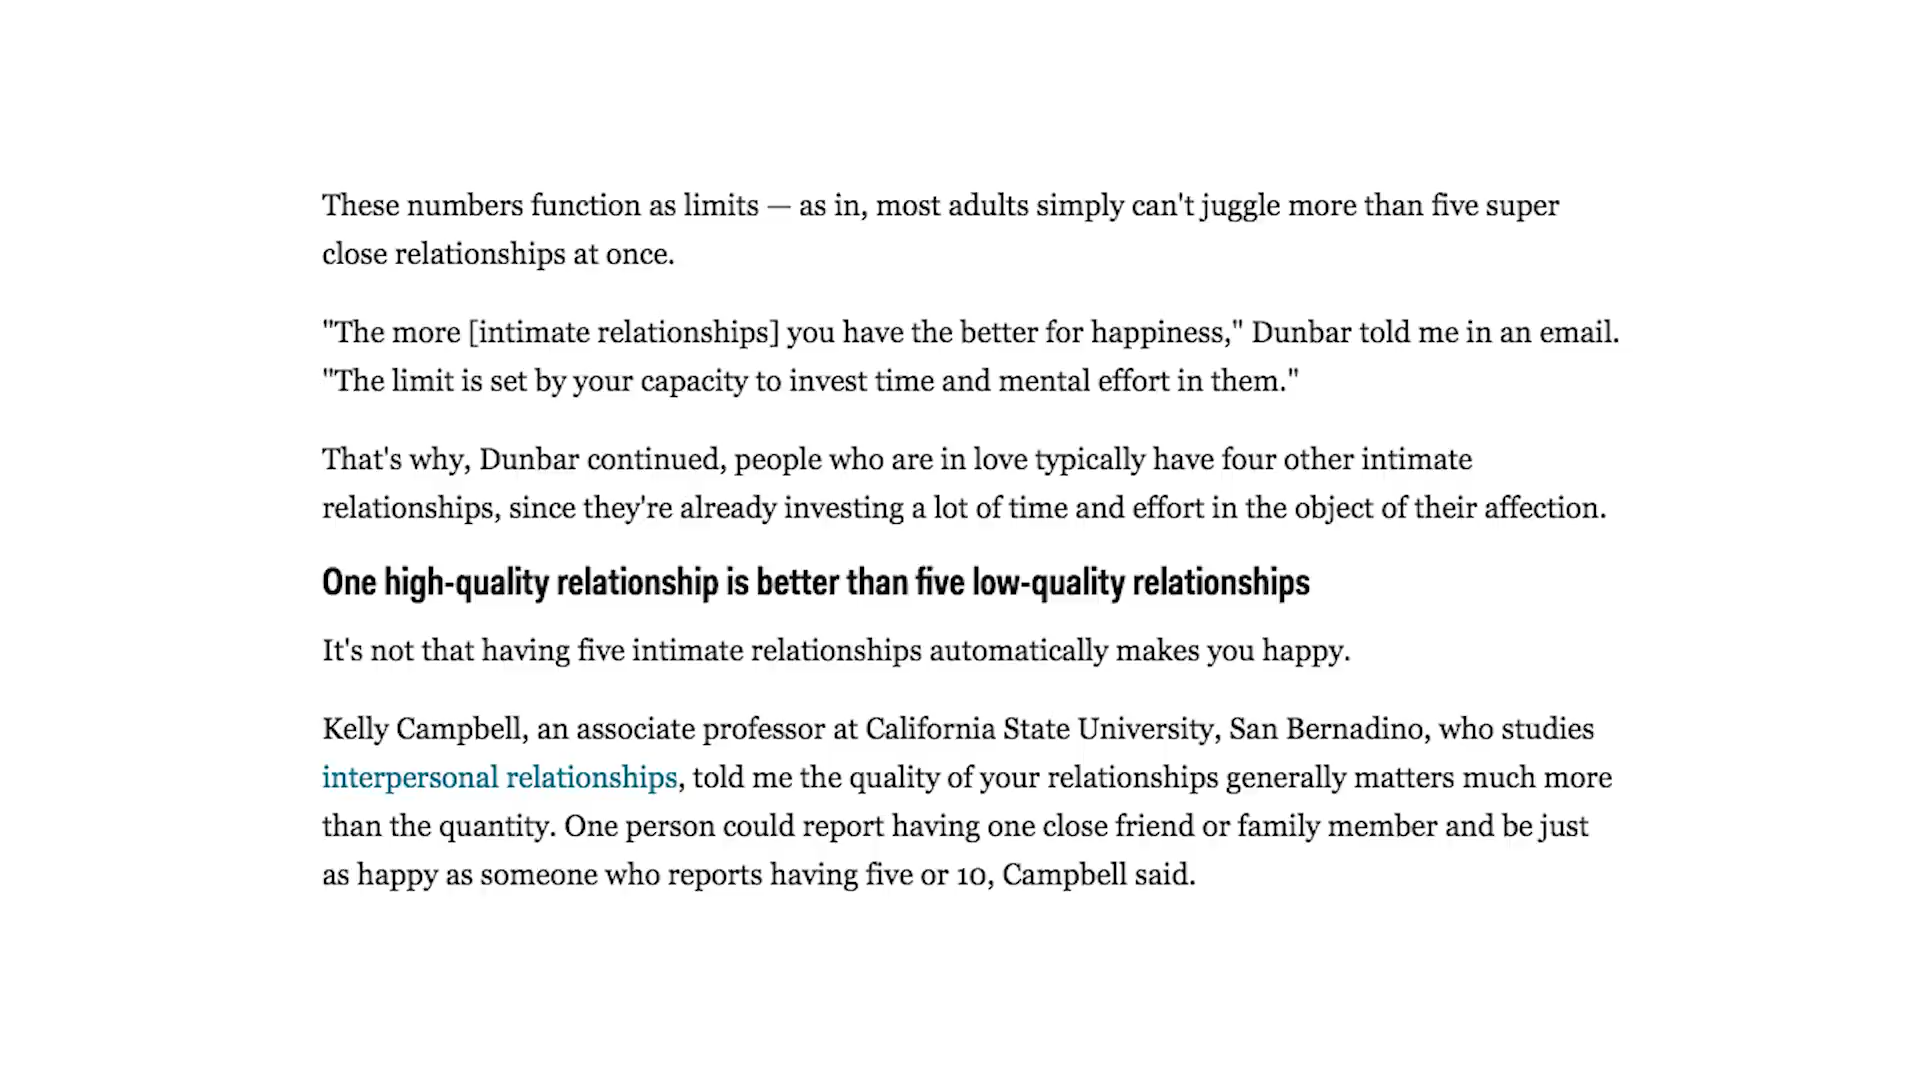 These numbers function as limits — as in, most adults simply can't juggle more than five super
close relationships at once.
"The more [intimate relationships] you have the better for happiness," Dunbar told me in an email.
"The limit is set by your capacity to invest time and mental effort in them."
That's why, Dunbar continued, people who are in love typically have four other intimate
relationships, since they're already investing a lot of time and effort in the object of their affection.
One high-quality relationship is better than five low-quality relationships
It's not that having five intimate relationships automatically makes you happy.
Kelly Campbell, an associate professor at California State University, San Bernadino, who studies
interpersonal relationships, told me the quality of your relationships generally matters much more
than the quantity. One person could report having one close friend or family member and be just
as happy as someone who reports having five or 10, Campbell said.